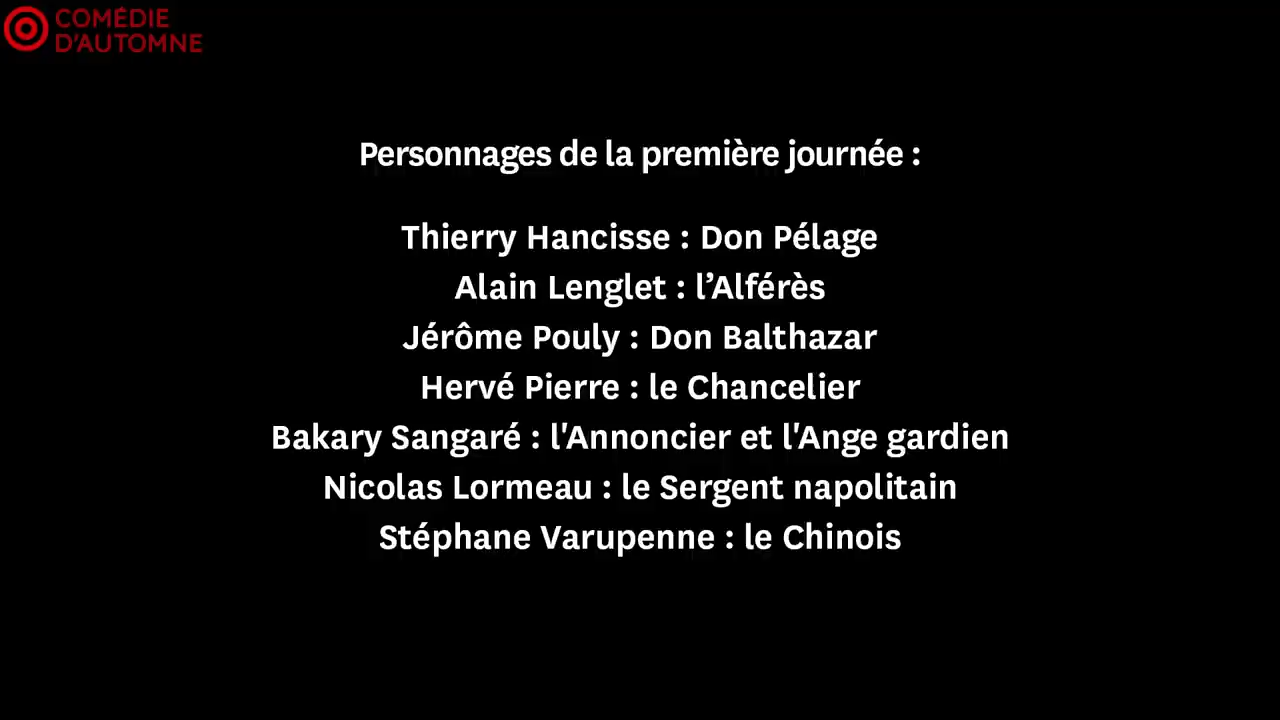 COMÉDIE
D'AUTOMNE
Personnages de la première journée :
Thierry Hancisse : Don Pélage
Alain Lenglet : l’Alférès
Jérôme Pouly : Don Balthazar
Hervé Pierre : le Chancelier
Bakary Sangaré : l'Annoncier et l'Ange gardien
Nicolas Lormeau : le Sergent napolitain
Stéphane Varupenne : le Chinois